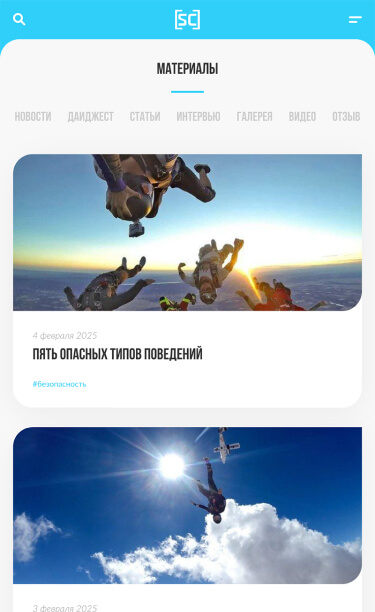 [SC]
МАТЕРИАЛЫ
НОВОСТИ ДАЙДЖЕСТ СТАТЬИ ИНТЕРВЬЮ ГАЛЕРЕЯ ВИДЕО ОТЗЫВ
4 февраля 2025
ПЯТЬ ОПАСНЫХ ТИПОВ ПОВЕДЕНИЙ
#безопасность
3 февраля 2025